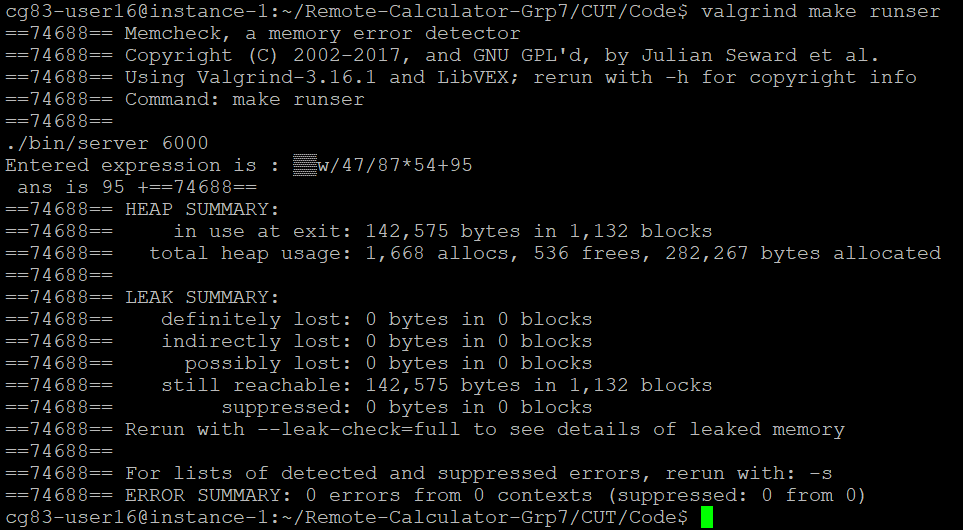 cg83-user16@instance-1:~/Remote-Calculator-Grp7/CUT/Code$ valgrind make runser
==74688== Memcheck, a memory error detector
==74688== Copyright (C) 2002-2017, and GNU GPL'd, by Julian Seward et al.
==74688== Using Valgrind-3.16.1 and LibVEX; rerun with -h for copyright info
==74688== Command: make runser
==74688==
./bin/server 6000
Entered expression is : ▒▒w/47/87*54+95
 ans is 95 +==74688==
==74688== HEAP SUMMARY:
==74688==     in use at exit: 142,575 bytes in 1,132 blocks
==74688==   total heap usage: 1,668 allocs, 536 frees, 282,267 bytes allocated
==74688==
==74688== LEAK SUMMARY:
==74688==    definitely lost: 0 bytes in 0 blocks
==74688==    indirectly lost: 0 bytes in 0 blocks
==74688==      possibly lost: 0 bytes in 0 blocks
==74688==    still reachable: 142,575 bytes in 1,132 blocks
==74688==         suppressed: 0 bytes in 0 blocks
==74688== Rerun with --leak-check=full to see details of leaked memory
==74688==
==74688== For lists of detected and suppressed errors, rerun with: -s
==74688== ERROR SUMMARY: 0 errors from 0 contexts (suppressed: 0 from 0)
cg83-user16@instance-1:~/Remote-Calculator-Grp7/CUT/Code$